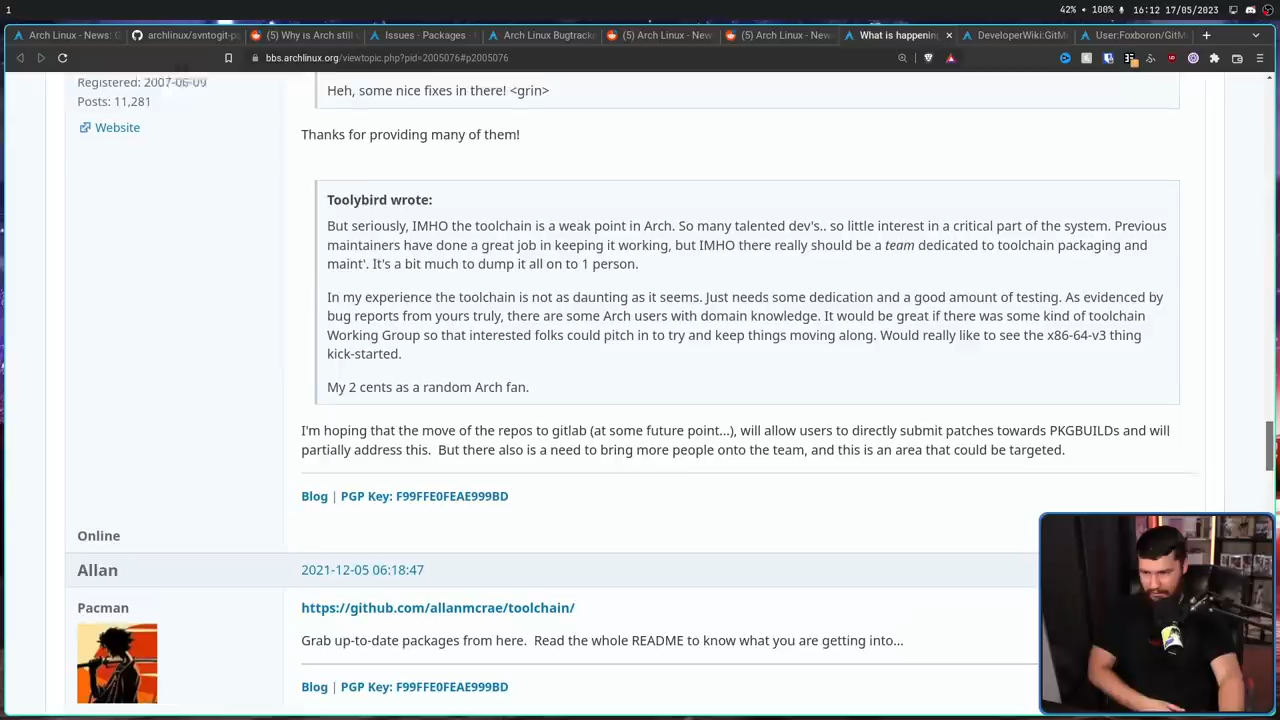 1
42% 100% 16:12 17/05/2023
Arch Linux - News: G
archlinux/svntogit-p
(5) Why is Arch still
Issues · Packages ·
Arch Linux Bugtrack
(5) Arch Linux - New
(5) Arch Linux - New
What is happening
DeveloperWiki:GitM
User:Foxboron/GitM
bbs.archlinux.org/viewtopic.php?pid=2005076#p2005076
Registered: 2007-06-09
Posts: 11,281
Website
Heh, some nice fixes in there! <grin>
Thanks for providing many of them!
Toolybird wrote:
But seriously, IMHO the toolchain is a weak point in Arch. So many talented dev's.. so little interest in a critical part of the system. Previous
maintainers have done a great job in keeping it working, but IMHO there really should be a team dedicated to toolchain packaging and
maint'. It's a bit much to dump it all on to 1 person.
In my experience the toolchain is not as daunting as it seems. Just needs some dedication and a good amount of testing. As evidenced by
bug reports from yours truly, there are some Arch users with domain knowledge. It would be great if there was some kind of toolchain
Working Group so that interested folks could pitch in to try and keep things moving along. Would really like to see the x86-64-v3 thing
kick-started.
My 2 cents as a random Arch fan.
I'm hoping that the move of the repos to gitlab (at some future point...), will allow users to directly submit patches towards PKGBUILDs and will
partially address this.  But there also is a need to bring more people onto the team, and this is an area that could be targeted.
Blog | PGP Key: F99FFE0FEAE999BD
Online
Allan
2021-12-05 06:18:47
Pacman
https://github.com/allanmcrae/toolchain/
Grab up-to-date packages from here.  Read the whole README to know what you are getting into...
Blog | PGP Key: F99FFE0FEAE999BD